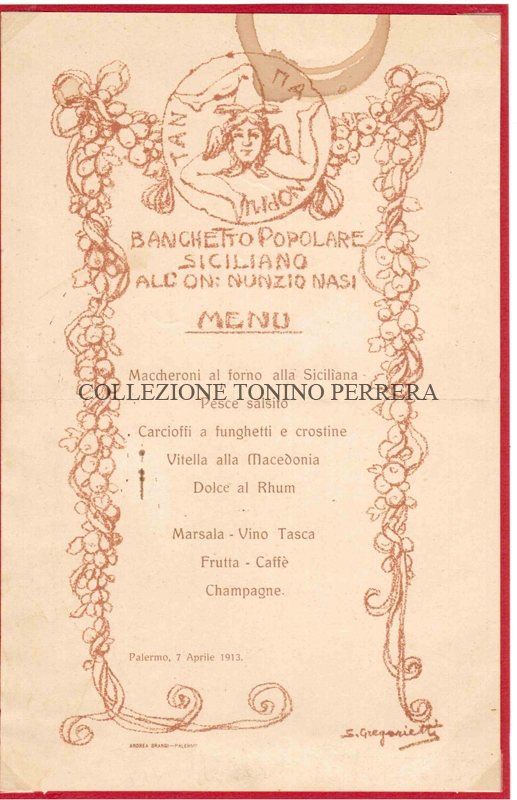 ΠΑ
ΤΑΝ
ΝΟΡΜΙ
BANCHETTO POPOLARE
SICILIANO
ALL'ON: NUNZIO NASI
MENU
Maccheroni al forno alla Siciliana
COLLEZIONE TONINO PERRERA
Pesce salsito
Carcioffi a funghetti e crostine
Vitella alla Macedonia
Dolce al Rhum
Marsala - Vino Tasca
Frutta - Caffè
Champagne.
Palermo, 7 Aprile 1913.
S. Gregorietti
ANDREA BRANGI—PALERMO